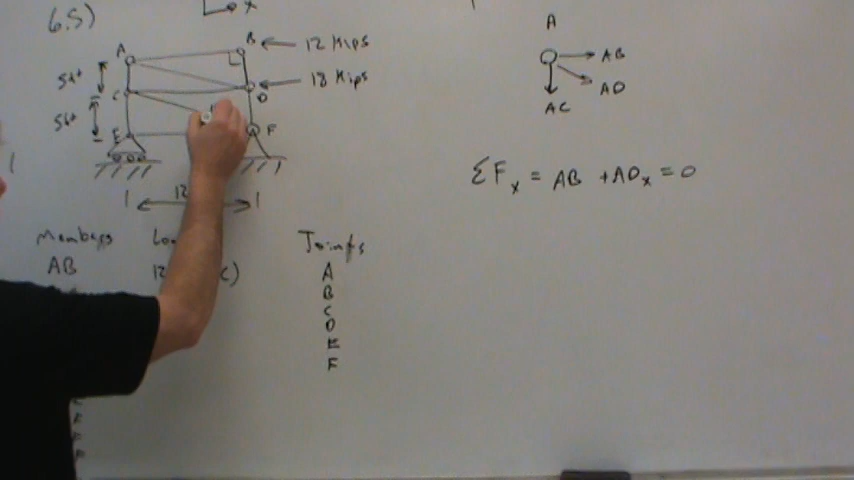 6.5)
x
A
B
12 Kips
5ft
18 Kips
C
D
5ft
E
F
12
Members
Joints
AB
12
C)
A
B
C
D
E
F
A
AB
AD
AC
ΣFx = AB + ADx = 0